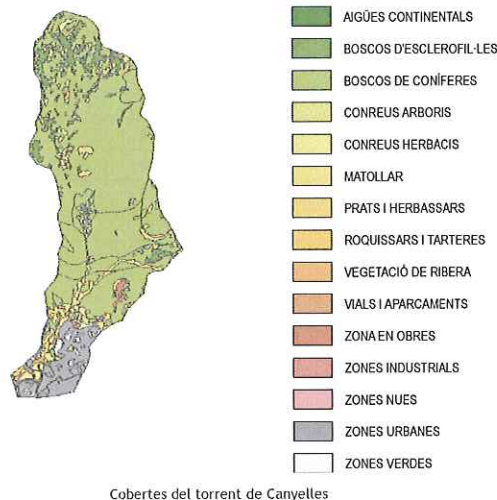 AIGÜES CONTINENTALS
BOSCOS D'ESCLEROFIL·LES
BOSCOS DE CONÍFERES
CONREUS ARBORIS
CONREUS HERBACIS
MATOLLAR
PRATS I HERBASSARS
ROQUISSARS I TARTERES
VEGETACIÓ DE RIBERA
VIALS I APARCAMENTS
ZONA EN OBRES
ZONES INDUSTRIALS
ZONES NUES
ZONES URBANES
ZONES VERDES
Cobertes del torrent de Canyelles